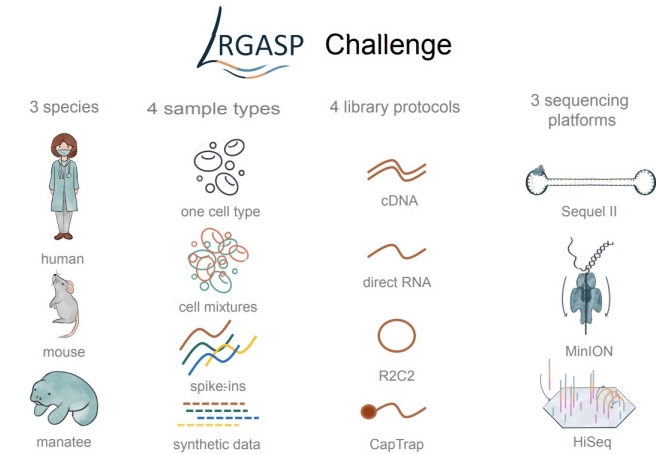 LRGASP Challenge
3 species
4 sample types
4 library protocols
3 sequencing
platforms
one cell type
cDNA
Sequel II
human
cell mixtures
direct RNA
mouse
spike-ins
R2C2
MinION
manatee
synthetic data
CapTrap
HiSeq